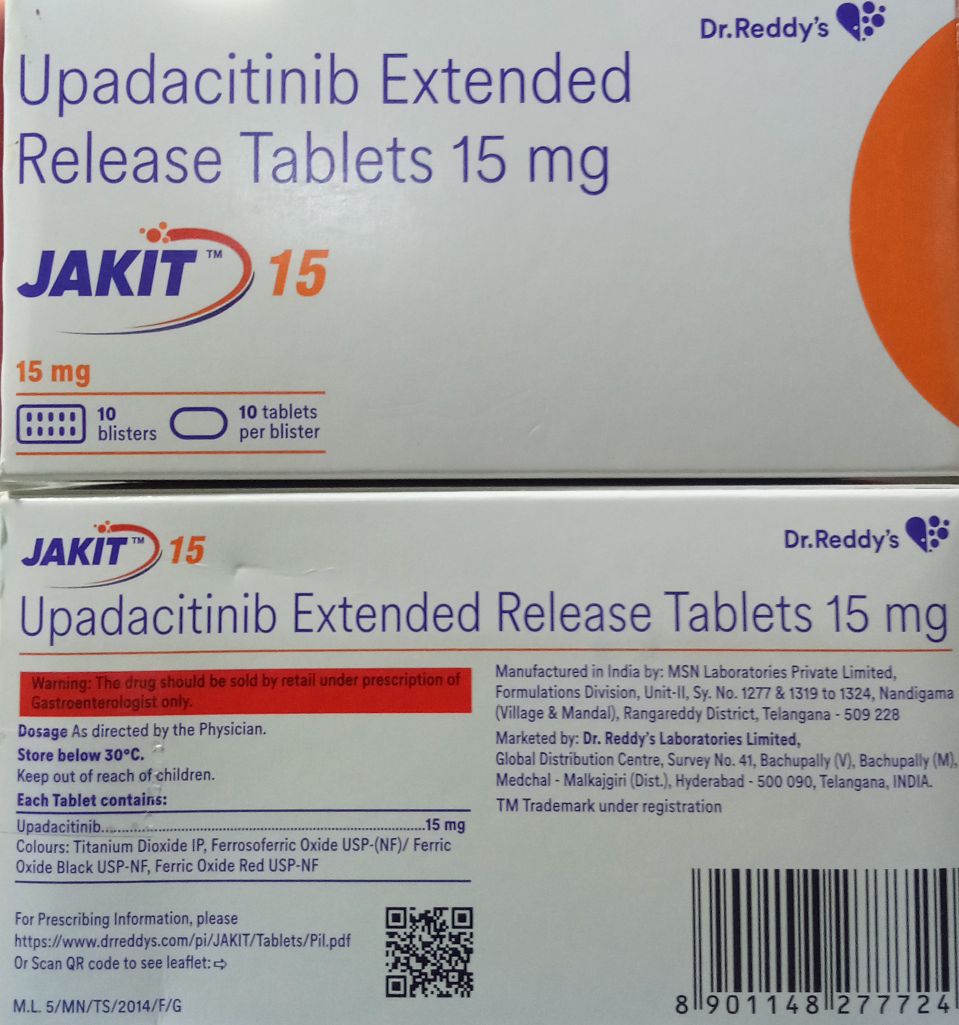 Dr.Reddy's
Upadacitinib Extended
Release Tablets 15 mg
JAKIT™ 15
15 mg
10
blisters
10 tablets
per blister
JAKIT™ 15
Dr.Reddy's
Upadacitinib Extended Release Tablets 15 mg
Warning: The drug should be sold by retail under prescription of
Gastroenterologist only.
Dosage As directed by the Physician.
Store below 30°C.
Keep out of reach of children.
Each Tablet contains:
Upadacitinib..........................................................................................15 mg
Colours: Titanium Dioxide IP, Ferrosoferric Oxide USP-(NF)/ Ferric
Oxide Black USP-NF, Ferric Oxide Red USP-NF
For Prescribing Information, please
https://www.drreddys.com/pi/JAKIT/Tablets/Pil.pdf
Or Scan QR code to see leaflet:⇨
M.L. 5/MN/TS/2014/F/G
Manufactured in India by: MSN Laboratories Private Limited,
Formulations Division, Unit-II, Sy. No. 1277 & 1319 to 1324, Nandigama
(Village & Mandal), Rangareddy District, Telangana - 509 228
Marketed by: Dr. Reddy's Laboratories Limited,
Global Distribution Centre, Survey No. 41, Bachupally (V), Bachupally (M),
Medchal - Malkajgiri (Dist.), Hyderabad - 500 090, Telangana, INDIA.
TM Trademark under registration
8 901148 277724